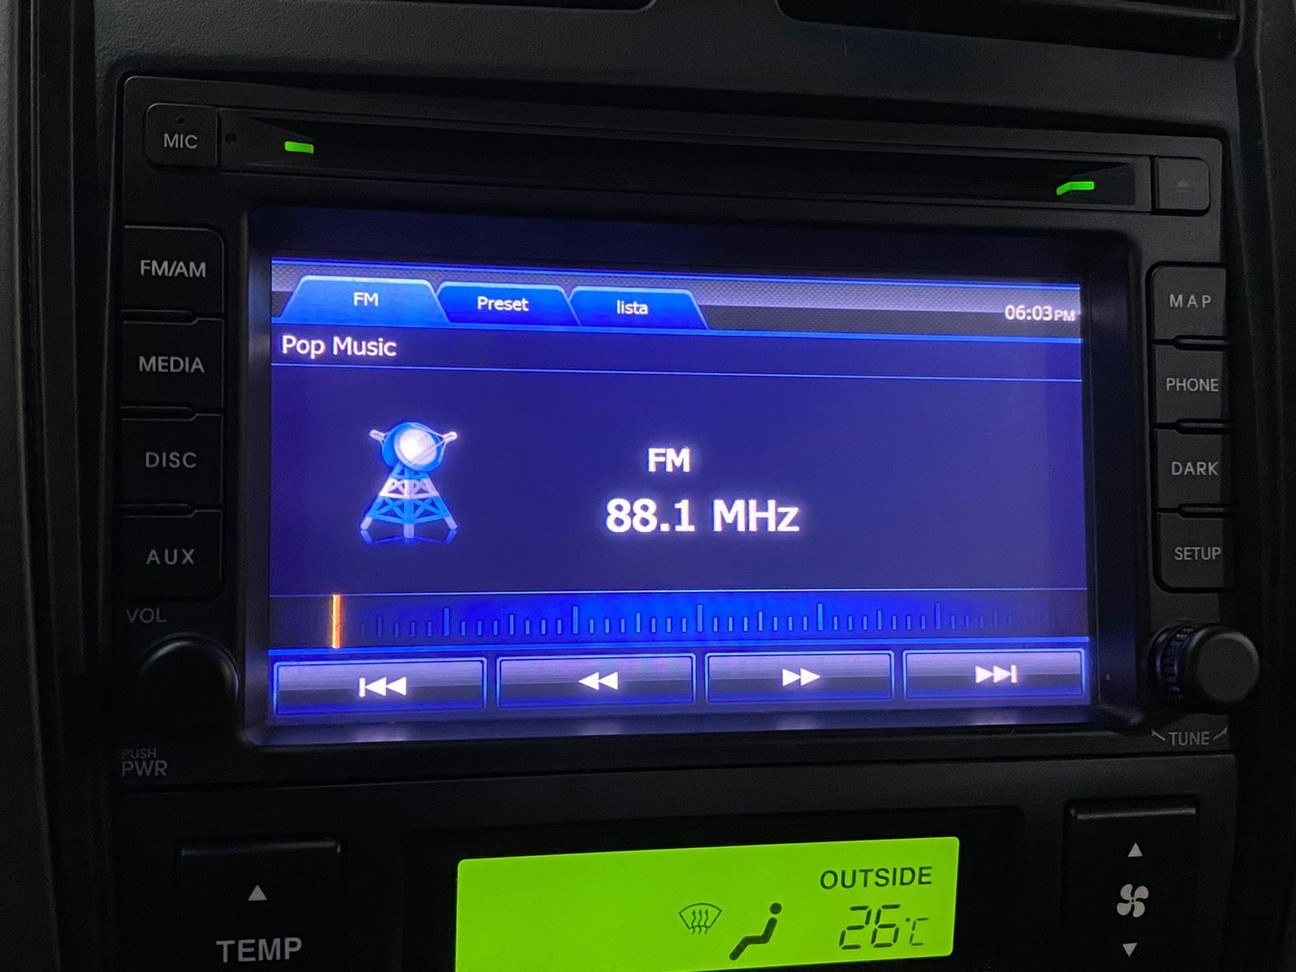 MIC
FM/AM
MEDIA
DISC
AUX
VOL
PUSH
PWR
FM
Preset
lista
06:03PM
Pop Music
FM
88.1 MHz
MAP
PHONE
DARK
SETUP
TUNE
TEMP
OUTSIDE
26°C